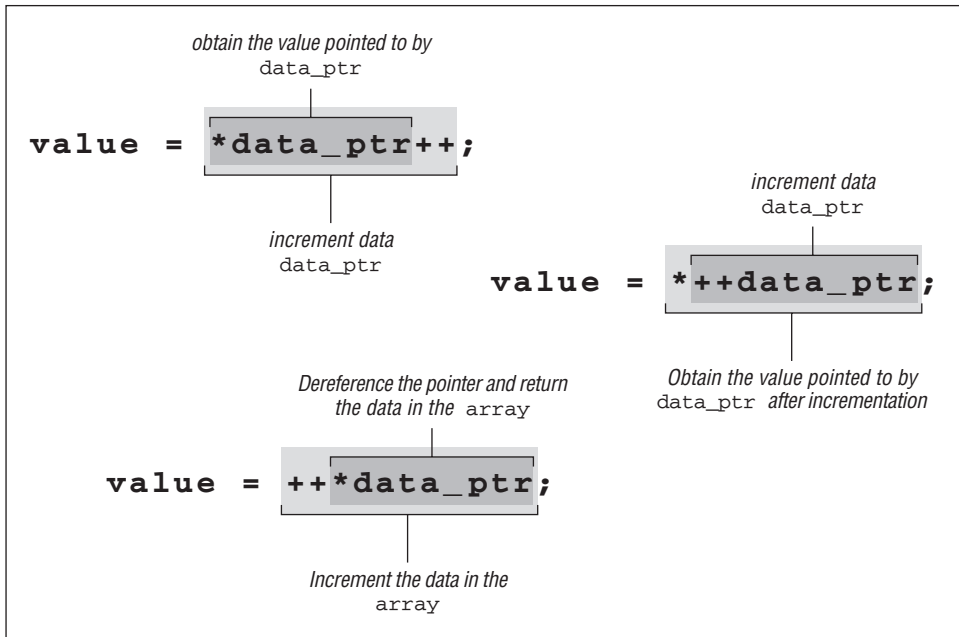 obtain the value pointed to by
data_ptr
value = *data_ptr++;
increment data
data_ptr
increment data
data_ptr
value = *++data_ptr;
Obtain the value pointed to by
data_ptr after incrementation
Dereference the pointer and return
the data in the array
value = ++*data_ptr;
Increment the data in the
array